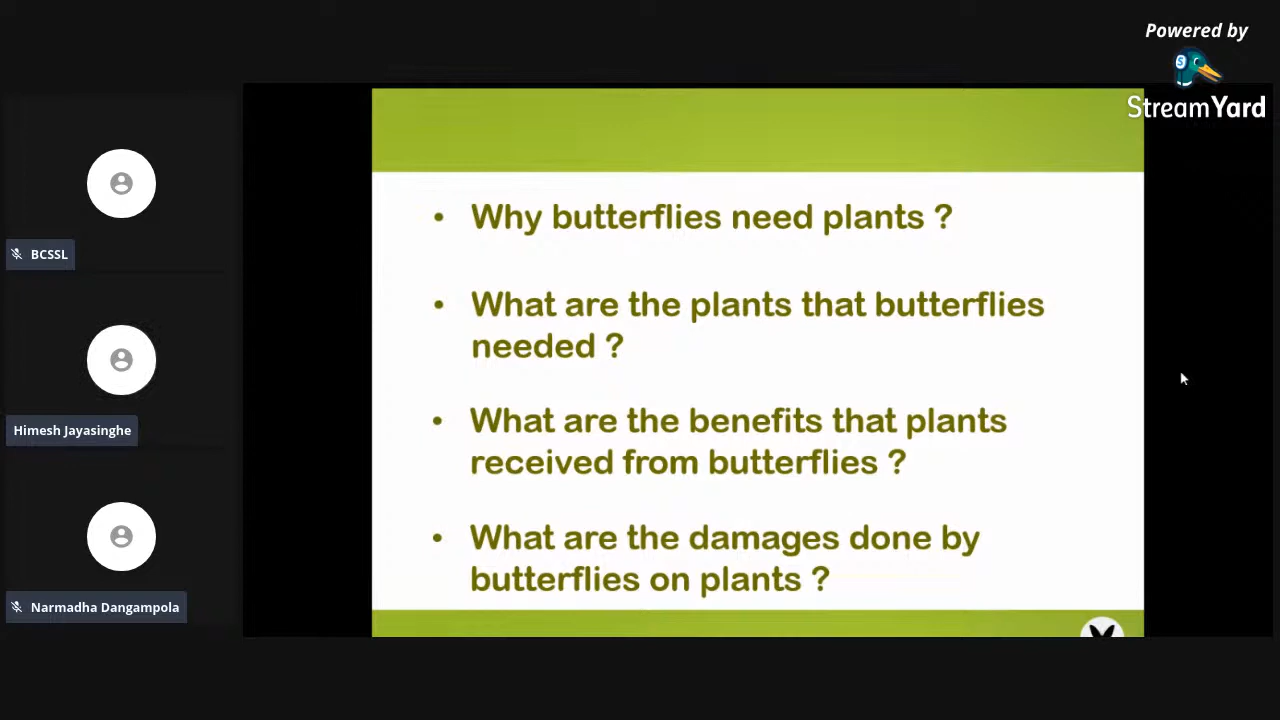 Powered by
StreamYard
BCSSL
Himesh Jayasinghe
Narmadha Dangampola
• Why butterflies need plants ?
• What are the plants that butterflies
needed ?
• What are the benefits that plants
received from butterflies ?
• What are the damages done by
butterflies on plants ?